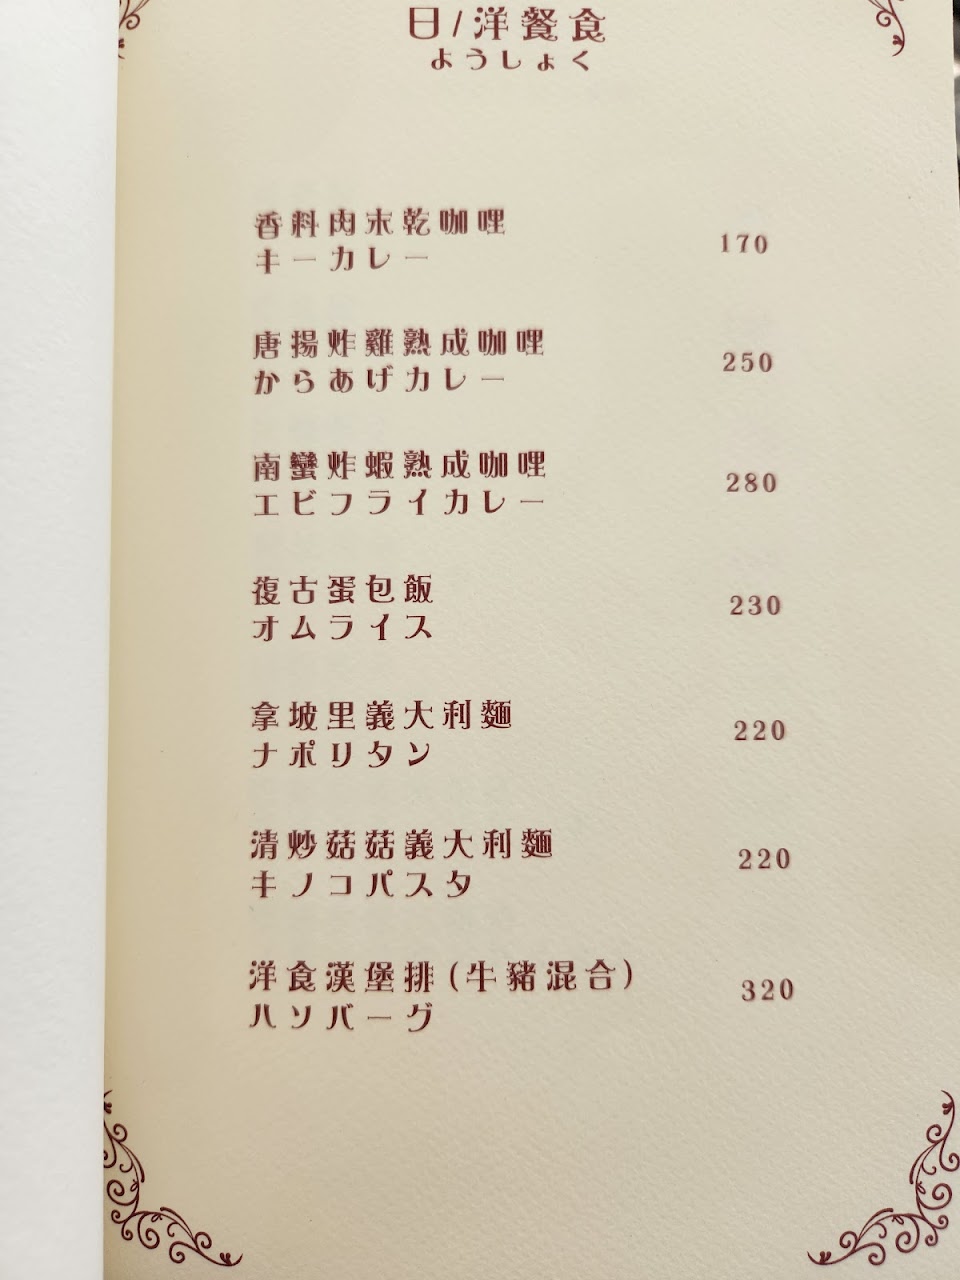 日/洋餐食
ようしょく
香料肉末乾咖哩
キーカレー
170
唐揚炸雞熟成咖哩
からあげカレー
250
南蠻炸蝦熟成咖哩
エビフライカレー
280
復古蛋包飯
オムライス
230
拿坡里義大利麵
ナポリタン
220
清炒菇菇義大利麵
キノコパスタ
220
洋食漢堡排(牛豬混合)
ハソバーグ
320